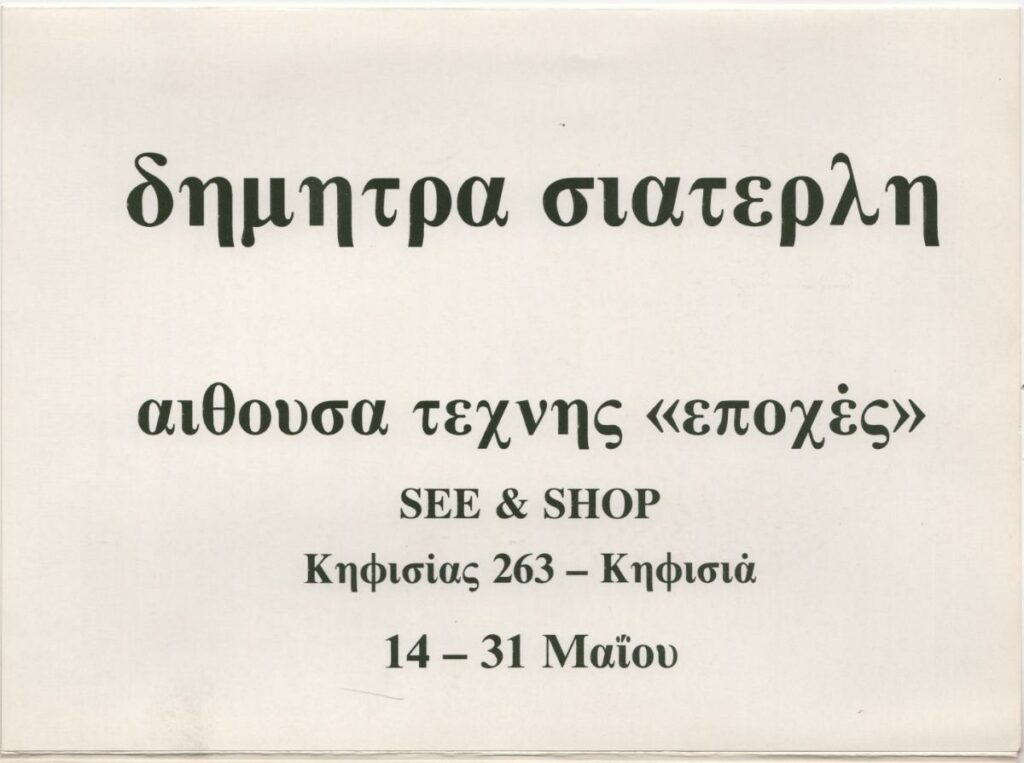 δημητρα σιατερλη
αιθουσα τεχνης «εποχές»
SEE & SHOP
Κηφισίας 263 – Κηφισιά
14 – 31 Μαΐου